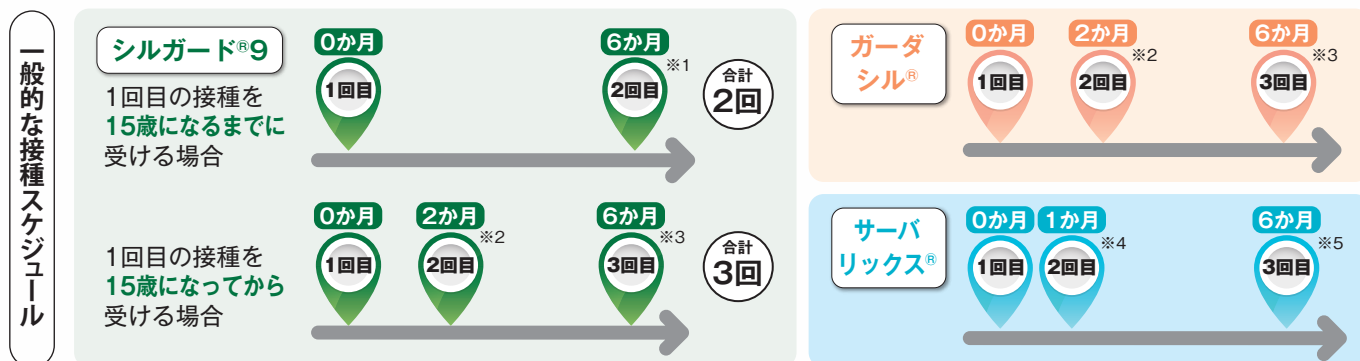 一般的な接種スケジュール
シルガード®9
1回目の接種を
15歳になるまでに
受ける場合
0か月
1回目
6か月
※1
2回目
合計
2回
1回目の接種を
15歳になってから
受ける場合
0か月
1回目
2か月
※2
2回目
6か月
※3
3回目
合計
3回
ガーダ
シル®
0か月
1回目
2か月
※2
2回目
6か月
※3
3回目
サーバ
リックス®
0か月
1回目
1か月
※4
2回目
6か月
※5
3回目